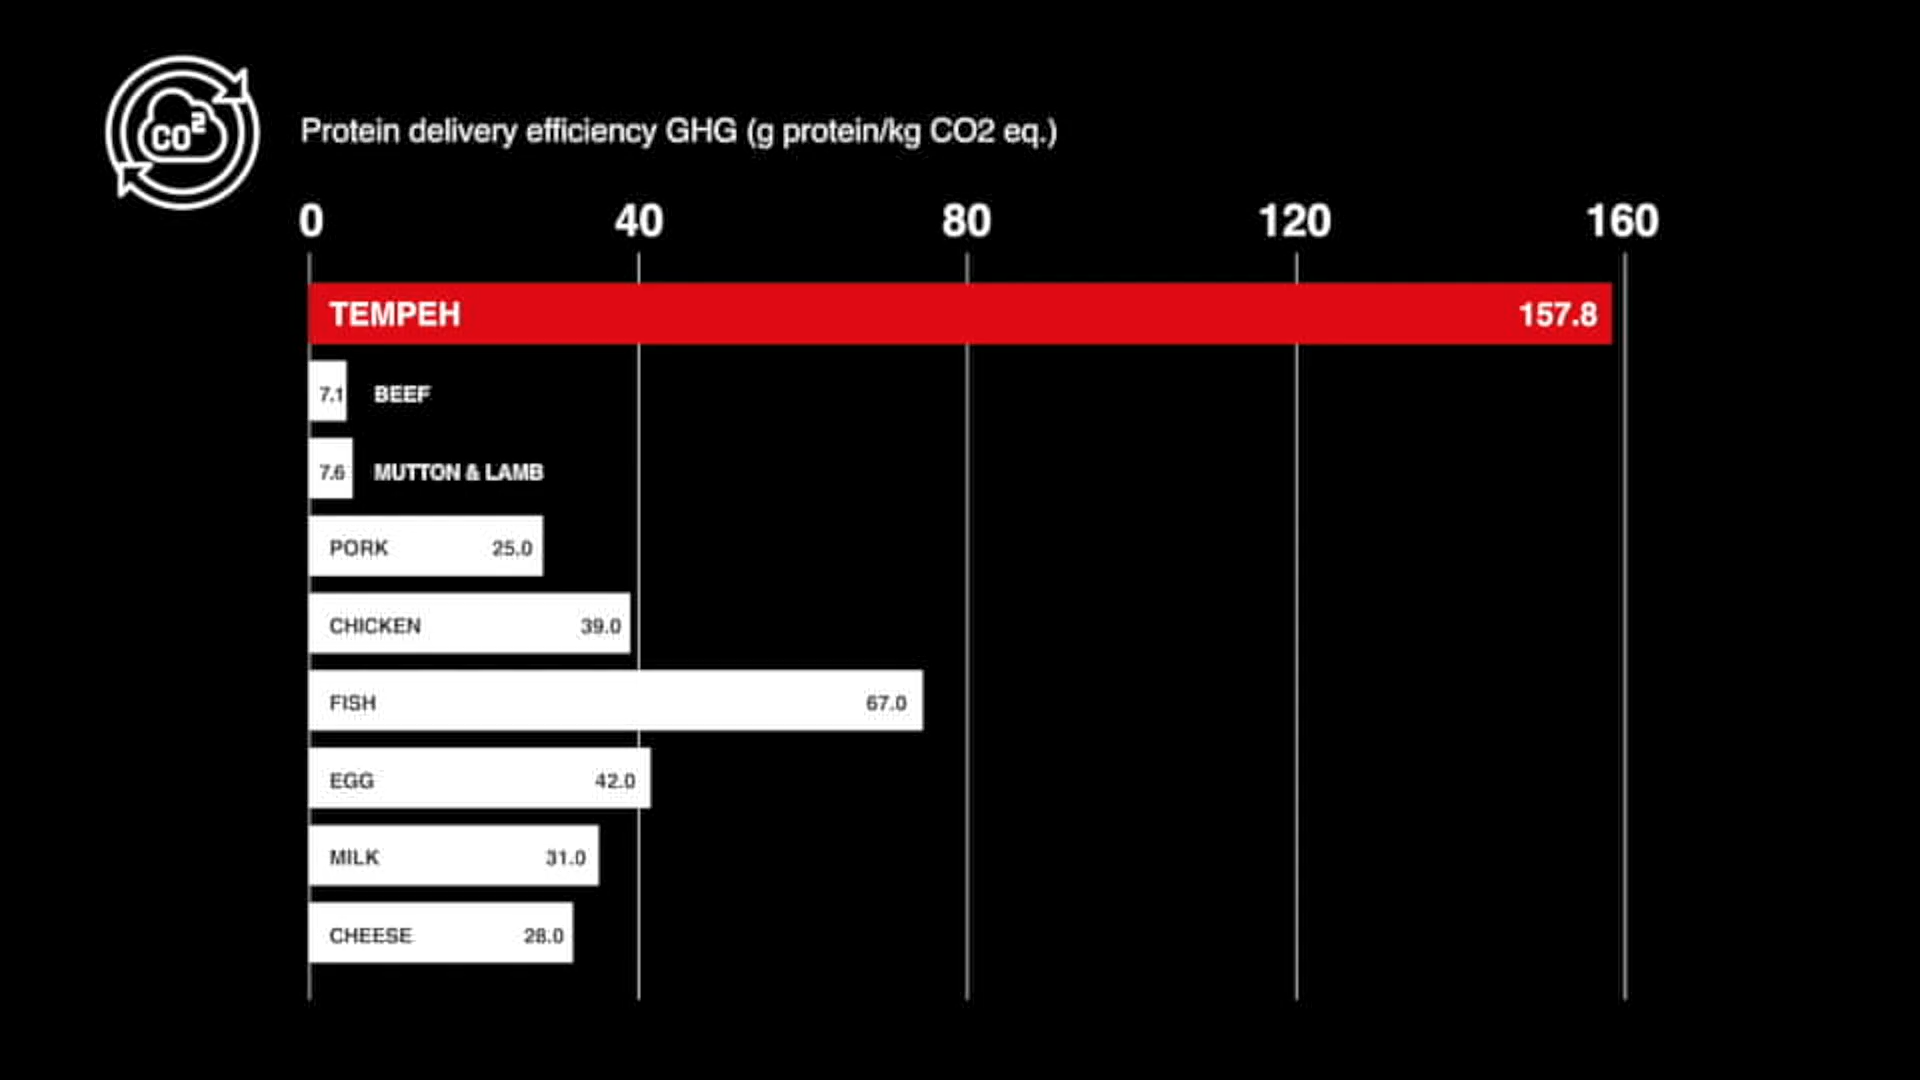 CO²
Protein delivery efficiency GHG (g protein/kg CO2 eq.)
0 40 80 120 160
TEMPEH 157.8
7.1 BEEF
7.6 MUTTON & LAMB
PORK 25.0
CHICKEN 39.0
FISH 67.0
EGG 42.0
MILK 31.0
CHEESE 28.0